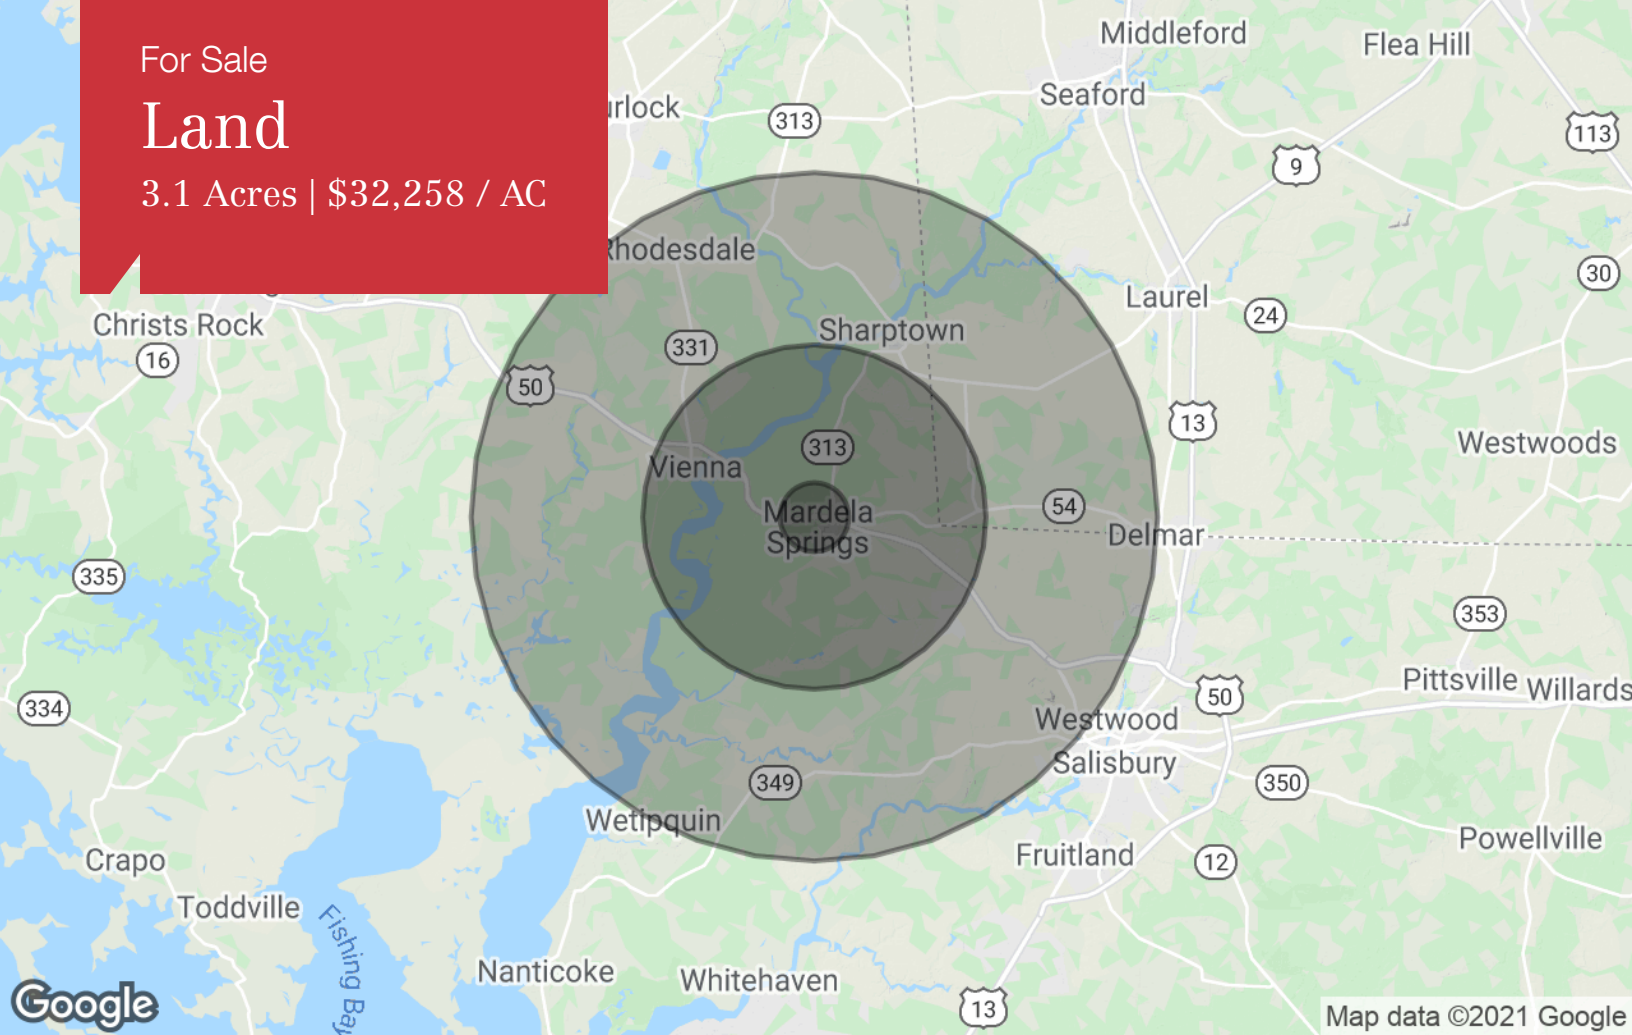 For Sale
Land
3.1 Acres | $32,258 / AC
Middleford
Flea Hill
Seaford
313
113
9
Rhodesdale
30
Laurel
24
Christs Rock
16
Sharptown
331
50
13
Westwoods
313
Vienna
Mardela
Springs
54
Delmar
335
353
334
50
Pittsville
Willards
Westwood
Salisbury
349
350
Wetipquin
Powellville
Crapo
Fruitland
12
Toddville
Fishing Bay
Nanticoke
Whitehaven
13
Google
Map data ©2021 Google